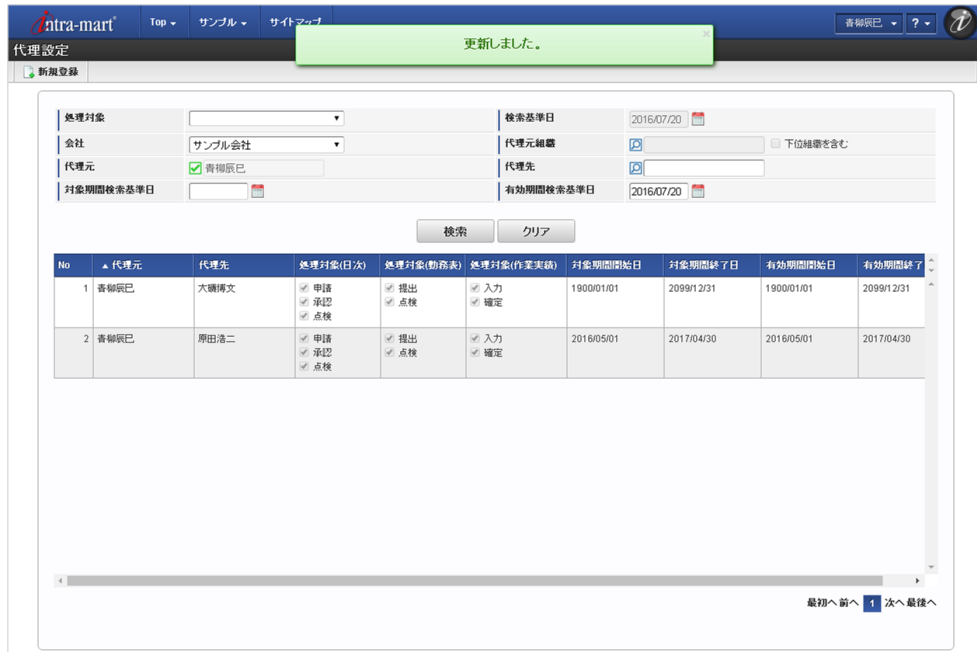 intra-mart® Top サンプル サイトマップ 青柳辰巳 ?
更新しました。 ×
代理設定
新規登録
処理対象 検索基準日 2016/07/20
会社 サンプル会社 代理元組織 下位組織を含む
代理元 青柳辰巳 代理先
対象期間検索基準日 有効期間検索基準日 2016/07/20
検索 クリア
No ▲代理元 代理先 処理対象(日次) 処理対象(勤務表) 処理対象(作業実績) 対象期間開始日 対象期間終了日 有効期間開始日 有効期間終了
1 青柳辰巳 大磯博文 申請 提出 入力 1900/01/01 2099/12/31 1900/01/01 2099/12/31
承認 点検 確定
点検
2 青柳辰巳 原田浩二 申請 提出 入力 2016/05/01 2017/04/30 2016/05/01 2017/04/30
承認 点検 確定
点検
最初へ 前へ 1 次へ 最後へ